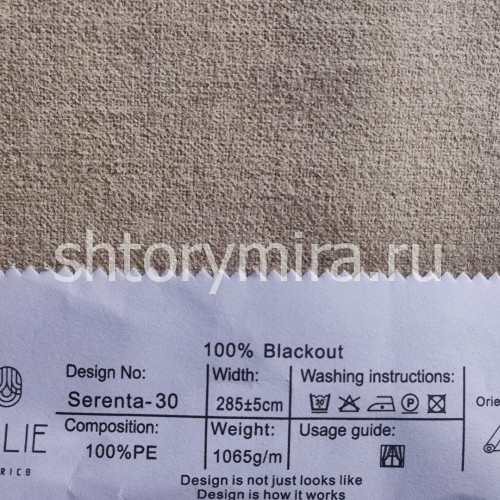 shtorymira.ru
100% Blackout
Design No: Width: Washing instructions:
Serenta-30 285±5cm
Composition: Weight: Usage guide:
100%PE 1065g/m
Design is not just looks like
Design is how it works